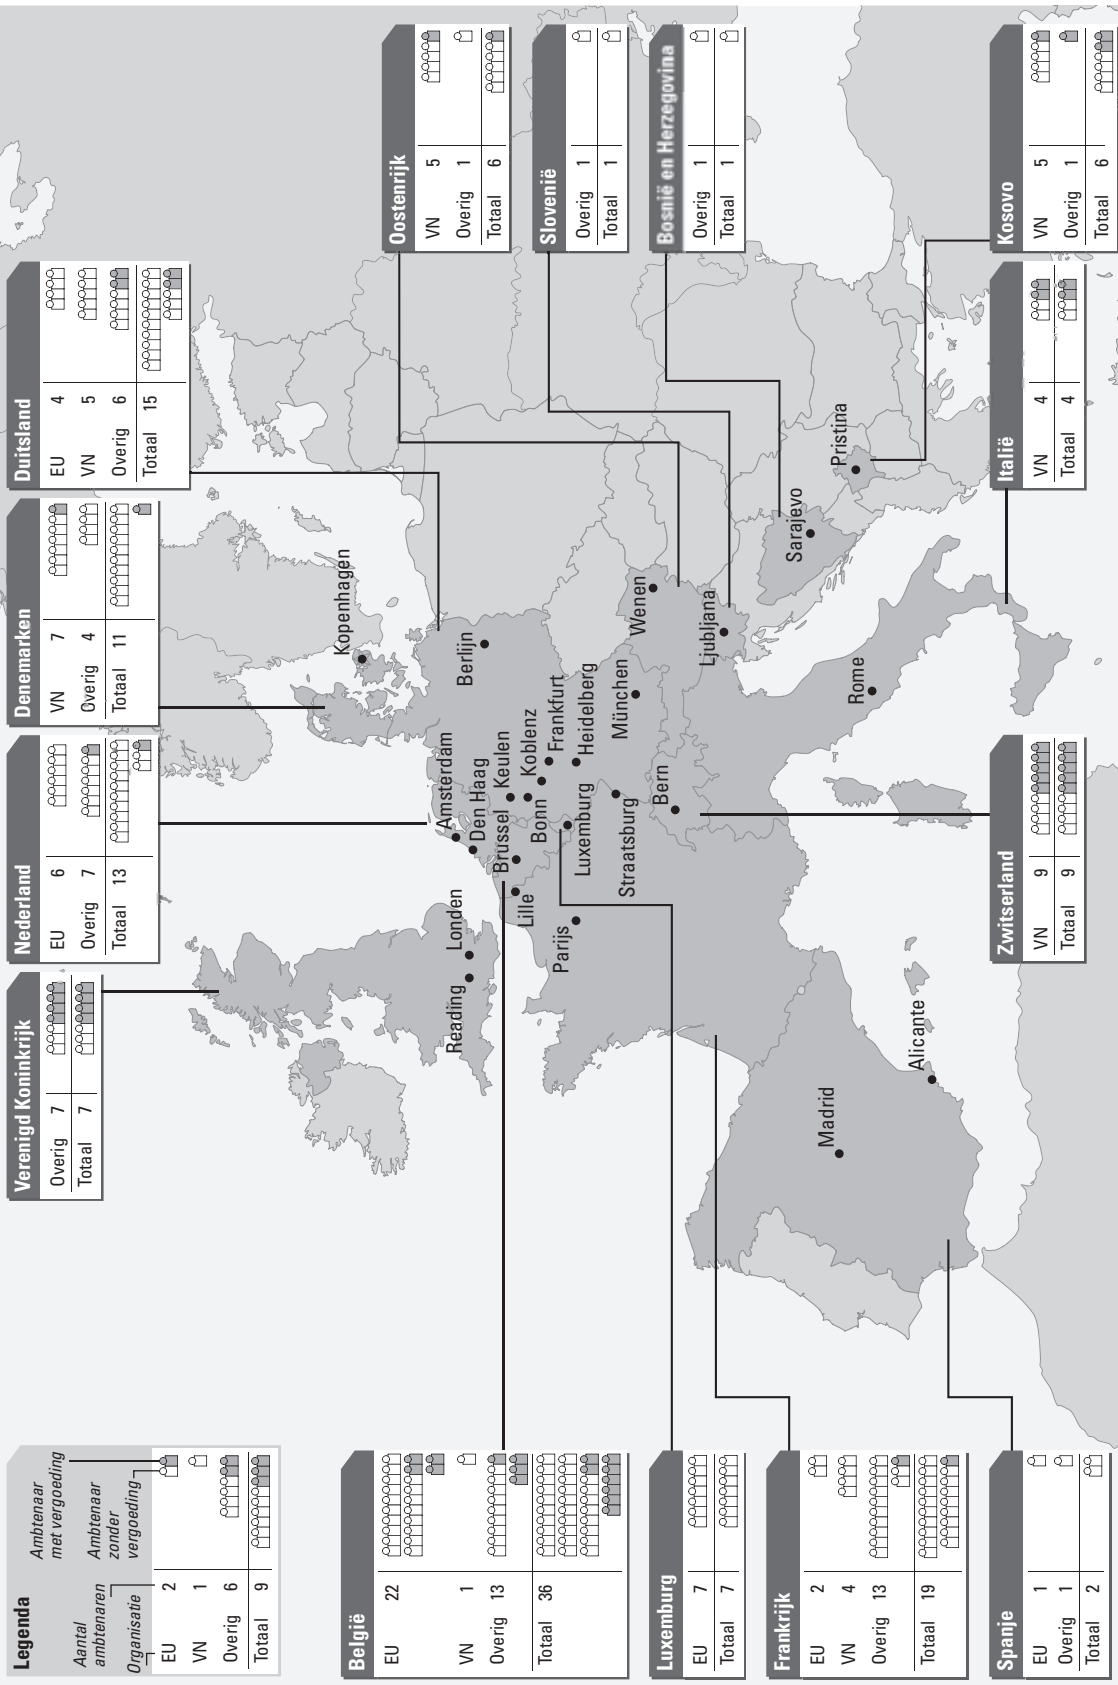 Legenda
Ambtenaar
met vergoeding
Aantal
ambtenaren
Ambtenaar
zonder
vergoeding
Organisatie
EU 2
VN 1
Overig 6
Totaal 9
Verenigd Koninkrijk
Overig 7
Totaal 7
Nederland
EU 6
Overig 7
Totaal 13
Denemarken
VN 7
Overig 4
Totaal 11
Duitsland
EU 4
VN 5
Overig 6
Totaal 15
België
EU 22
VN 1
Overig 13
Totaal 36
Oostenrijk
VN 5
Overig 1
Totaal 6
Slovenië
Overig 1
Totaal 1
Bosnië en Herzegovina
Overig 1
Totaal 1
Luxemburg
EU 7
Totaal 7
Frankrijk
EU 2
VN 4
Overig 13
Totaal 19
Spanje
EU 1
Overig 1
Totaal 2
Zwitserland
VN 9
Totaal 9
Italië
VN 4
Totaal 4
Kosovo
VN 5
Overig 1
Totaal 6
Kopenhagen
Reading
Londen
Amsterdam
Den Haag
Berlijn
Brussel
Keulen
Lille
Bonn
Koblenz
Frankfurt
Parijs
Luxemburg
Heidelberg
Straatsburg
München
Wenen
Bern
Ljubljana
Sarajevo
Pristina
Madrid
Rome
Alicante